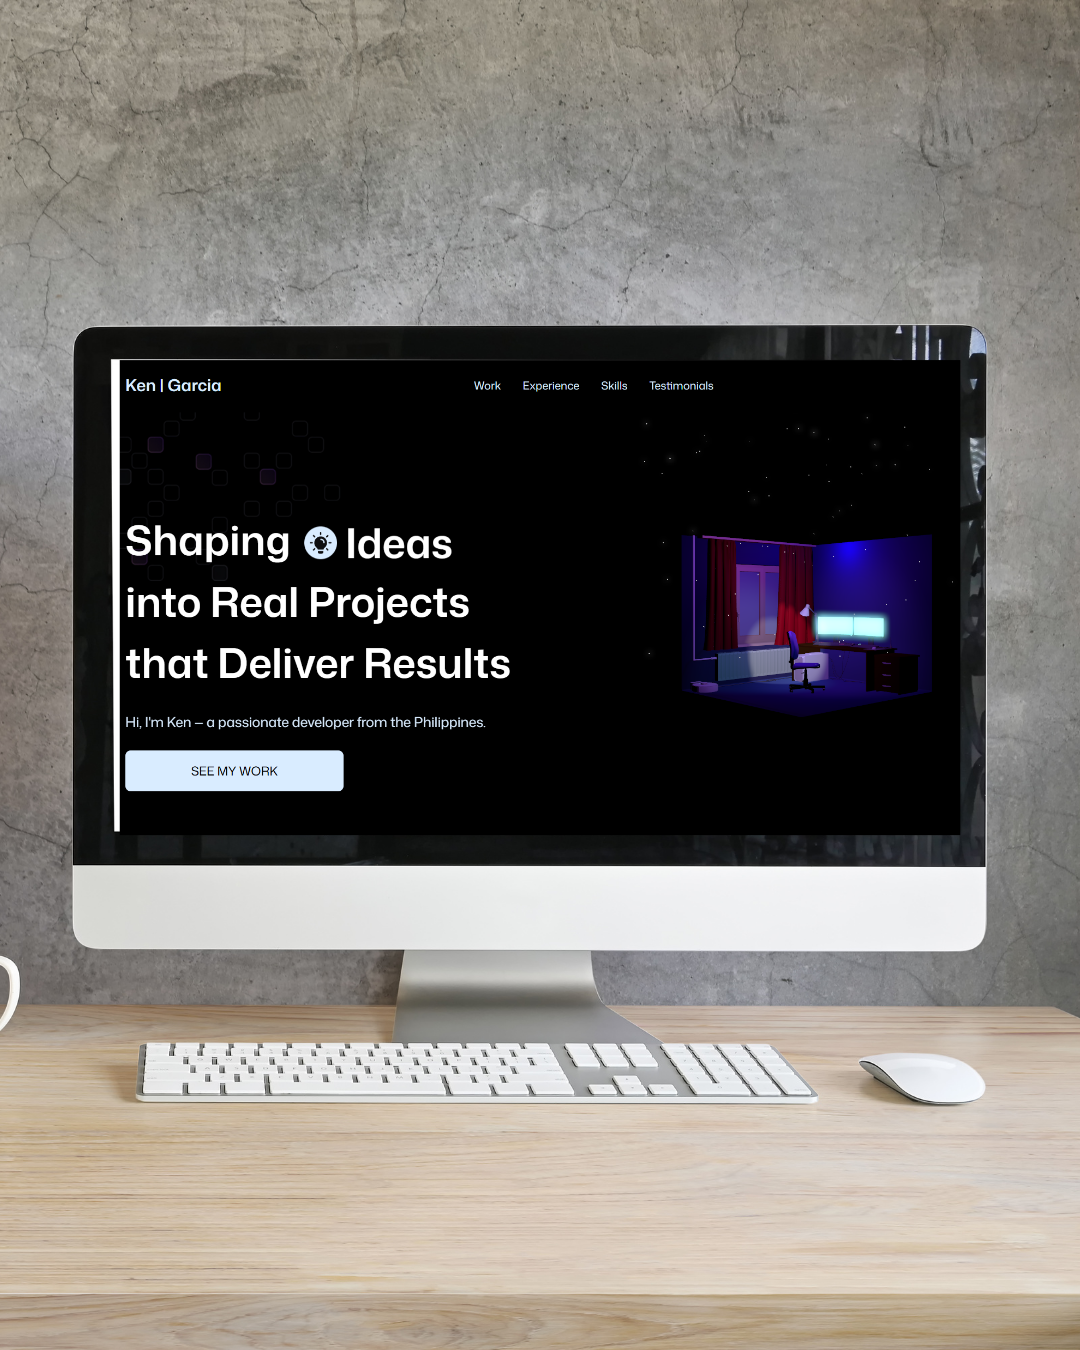 Ken | Garcia
Work Experience Skills Testimonials
Shaping Ideas
into Real Projects
that Deliver Results
Hi, I'm Ken – a passionate developer from the Philippines.
SEE MY WORK